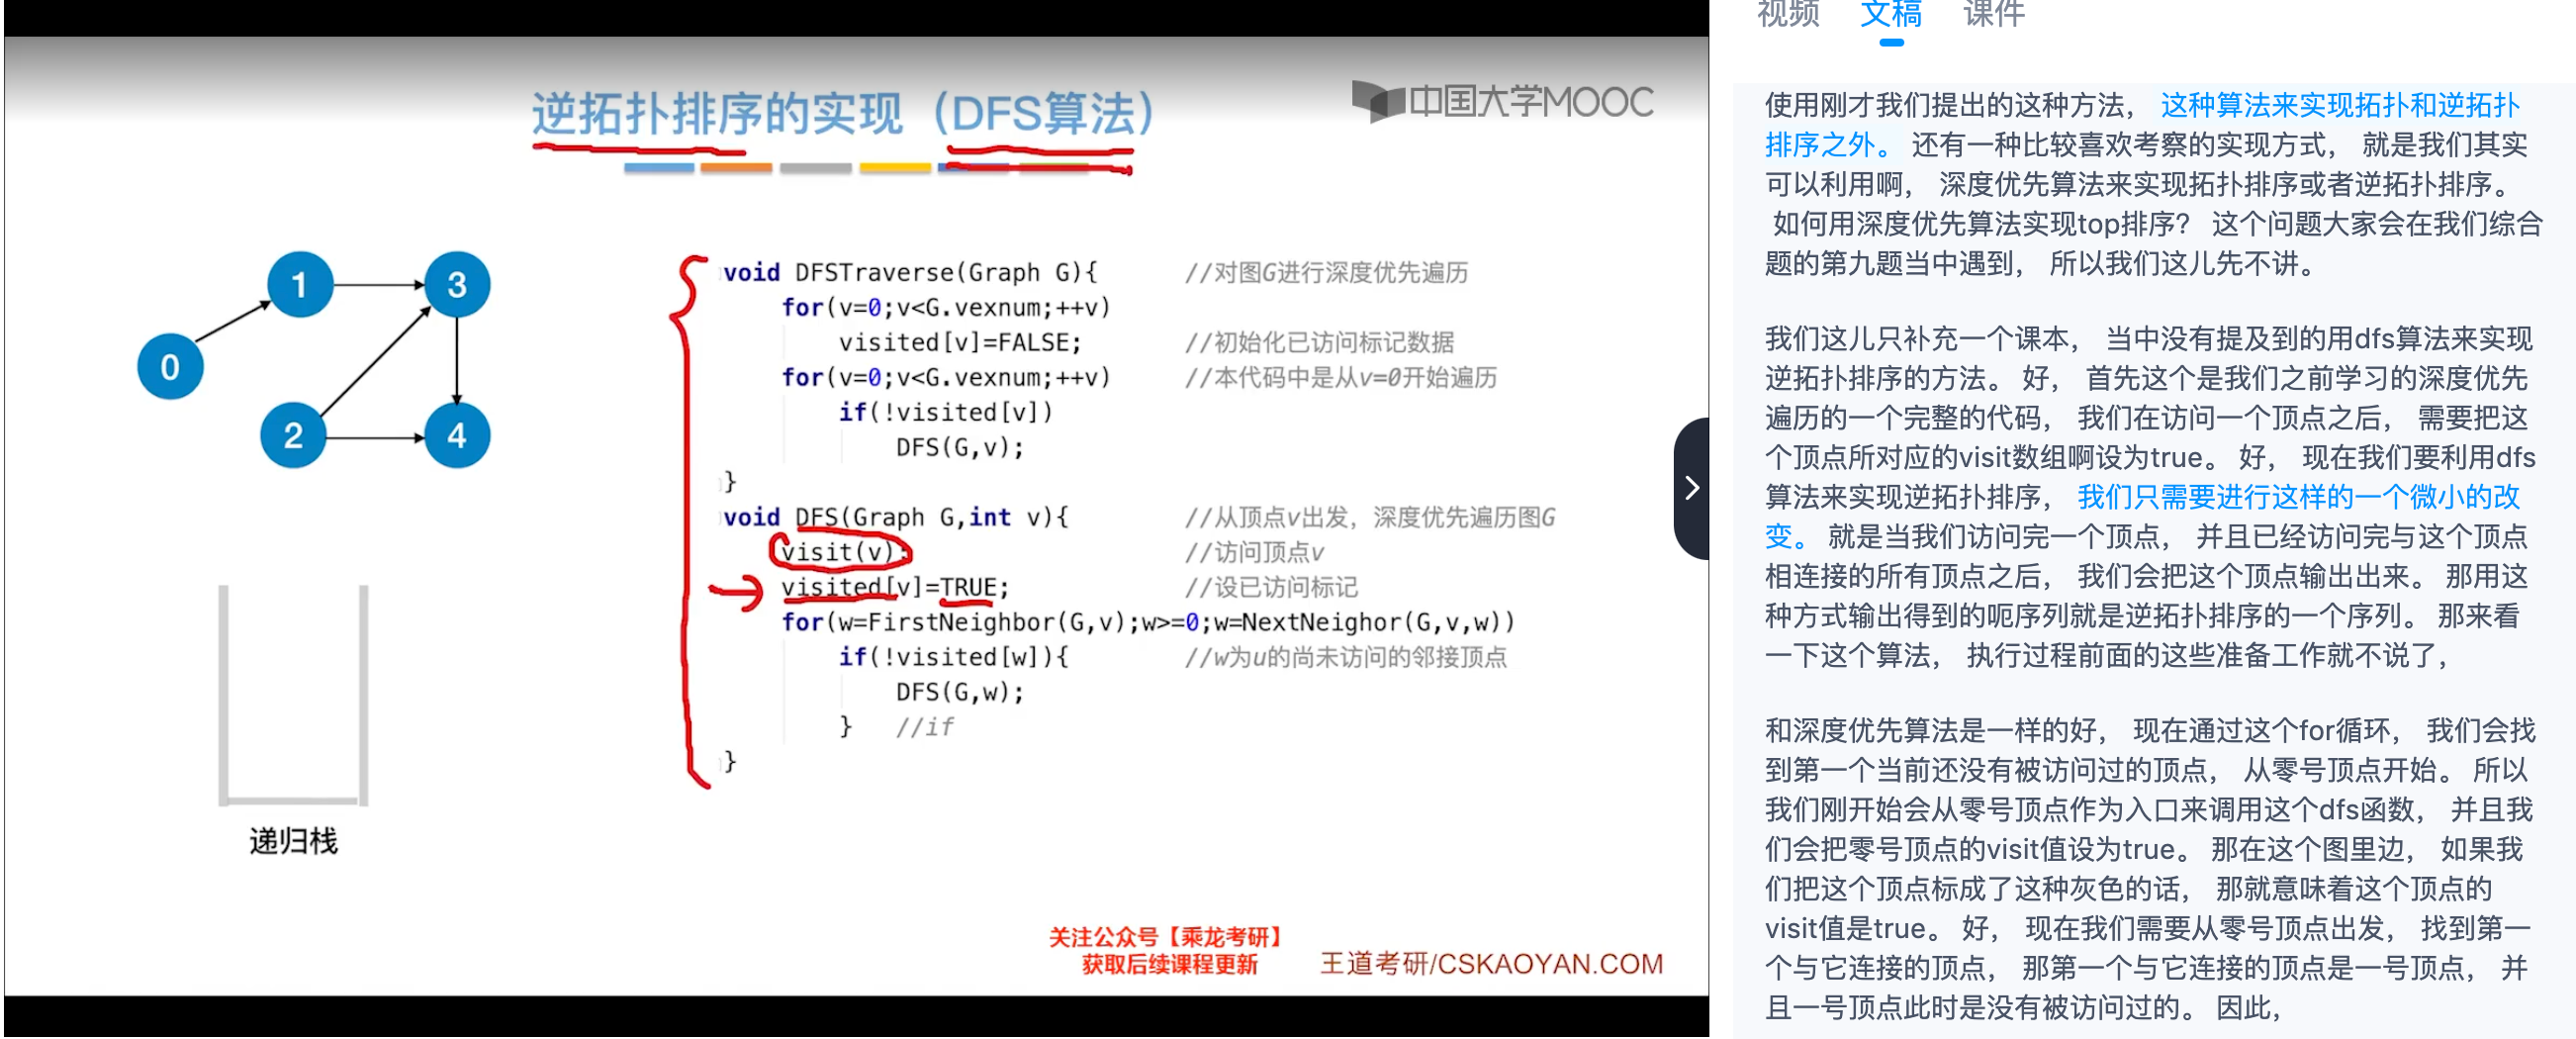 逆拓扑排序的实现（DFS算法）
中国大学MOOC
0
1
3
2
4
递归栈
void DFSTraverse(Graph G){ //对图G进行深度优先遍历
for(v=0;v<G.vexnum;++v)
visited[v]=FALSE; //初始化已访问标记数据
for(v=0;v<G.vexnum;++v) //本代码中是从v=0开始遍历
if(!visited[v])
DFS(G,v);
}
void DFS(Graph G,int v){ //从顶点v出发，深度优先遍历图G
visit(v); //访问顶点v
visited[v]=TRUE; //设已访问标记
for(w=FirstNeighbor(G,v);w>=0;w=NextNeighor(G,v,w))
if(!visited[w]){ //w为u的尚未访问的邻接顶点
DFS(G,w);
} //if
}
关注公众号【乘龙考研】
获取后续课程更新
王道考研/CSKAOYAN.COM
视频 文稿 课件
使用刚才我们提出的这种方法， 这种算法来实现拓扑和逆拓扑
排序之外。 还有一种比较喜欢考察的实现方式， 就是我们其实
可以利用啊， 深度优先算法来实现拓扑排序或者逆拓扑排序。
如何用深度优先算法实现top排序？ 这个问题大家会在我们综合
题的第九题当中遇到， 所以我们这儿先不讲。
我们这儿只补充一个课本， 当中没有提及到的用dfs算法来实现
逆拓扑排序的方法。 好， 首先这个是我们之前学习的深度优先
遍历的一个完整的代码， 我们在访问一个顶点之后， 需要把这
个顶点所对应的visit数组啊设为true。 好， 现在我们要利用dfs
算法来实现逆拓扑排序， 我们只需要进行这样的一个微小的改
变。 就是当我们访问完一个顶点， 并且已经访问完与这个顶点
相连接的所有顶点之后， 我们会把这个顶点输出出来。 那用这
种方式输出得到的呃序列就是逆拓扑排序的一个序列。 那来看
一下这个算法， 执行过程前面的这些准备工作就不说了，
和深度优先算法是一样的好， 现在通过这个for循环， 我们会找
到第一个当前还没有被访问过的顶点， 从零号顶点开始。 所以
我们刚开始会从零号顶点作为入口来调用这个dfs函数， 并且我
们会把零号顶点的visit值设为true。 那在这个图里边， 如果我
们把这个顶点标成了这种灰色的话， 那就意味着这个顶点的
visit值是true。 好， 现在我们需要从零号顶点出发， 找到第一
个与它连接的顶点， 那第一个与它连接的顶点是一号顶点， 并
且一号顶点此时是没有被访问过的。 因此，